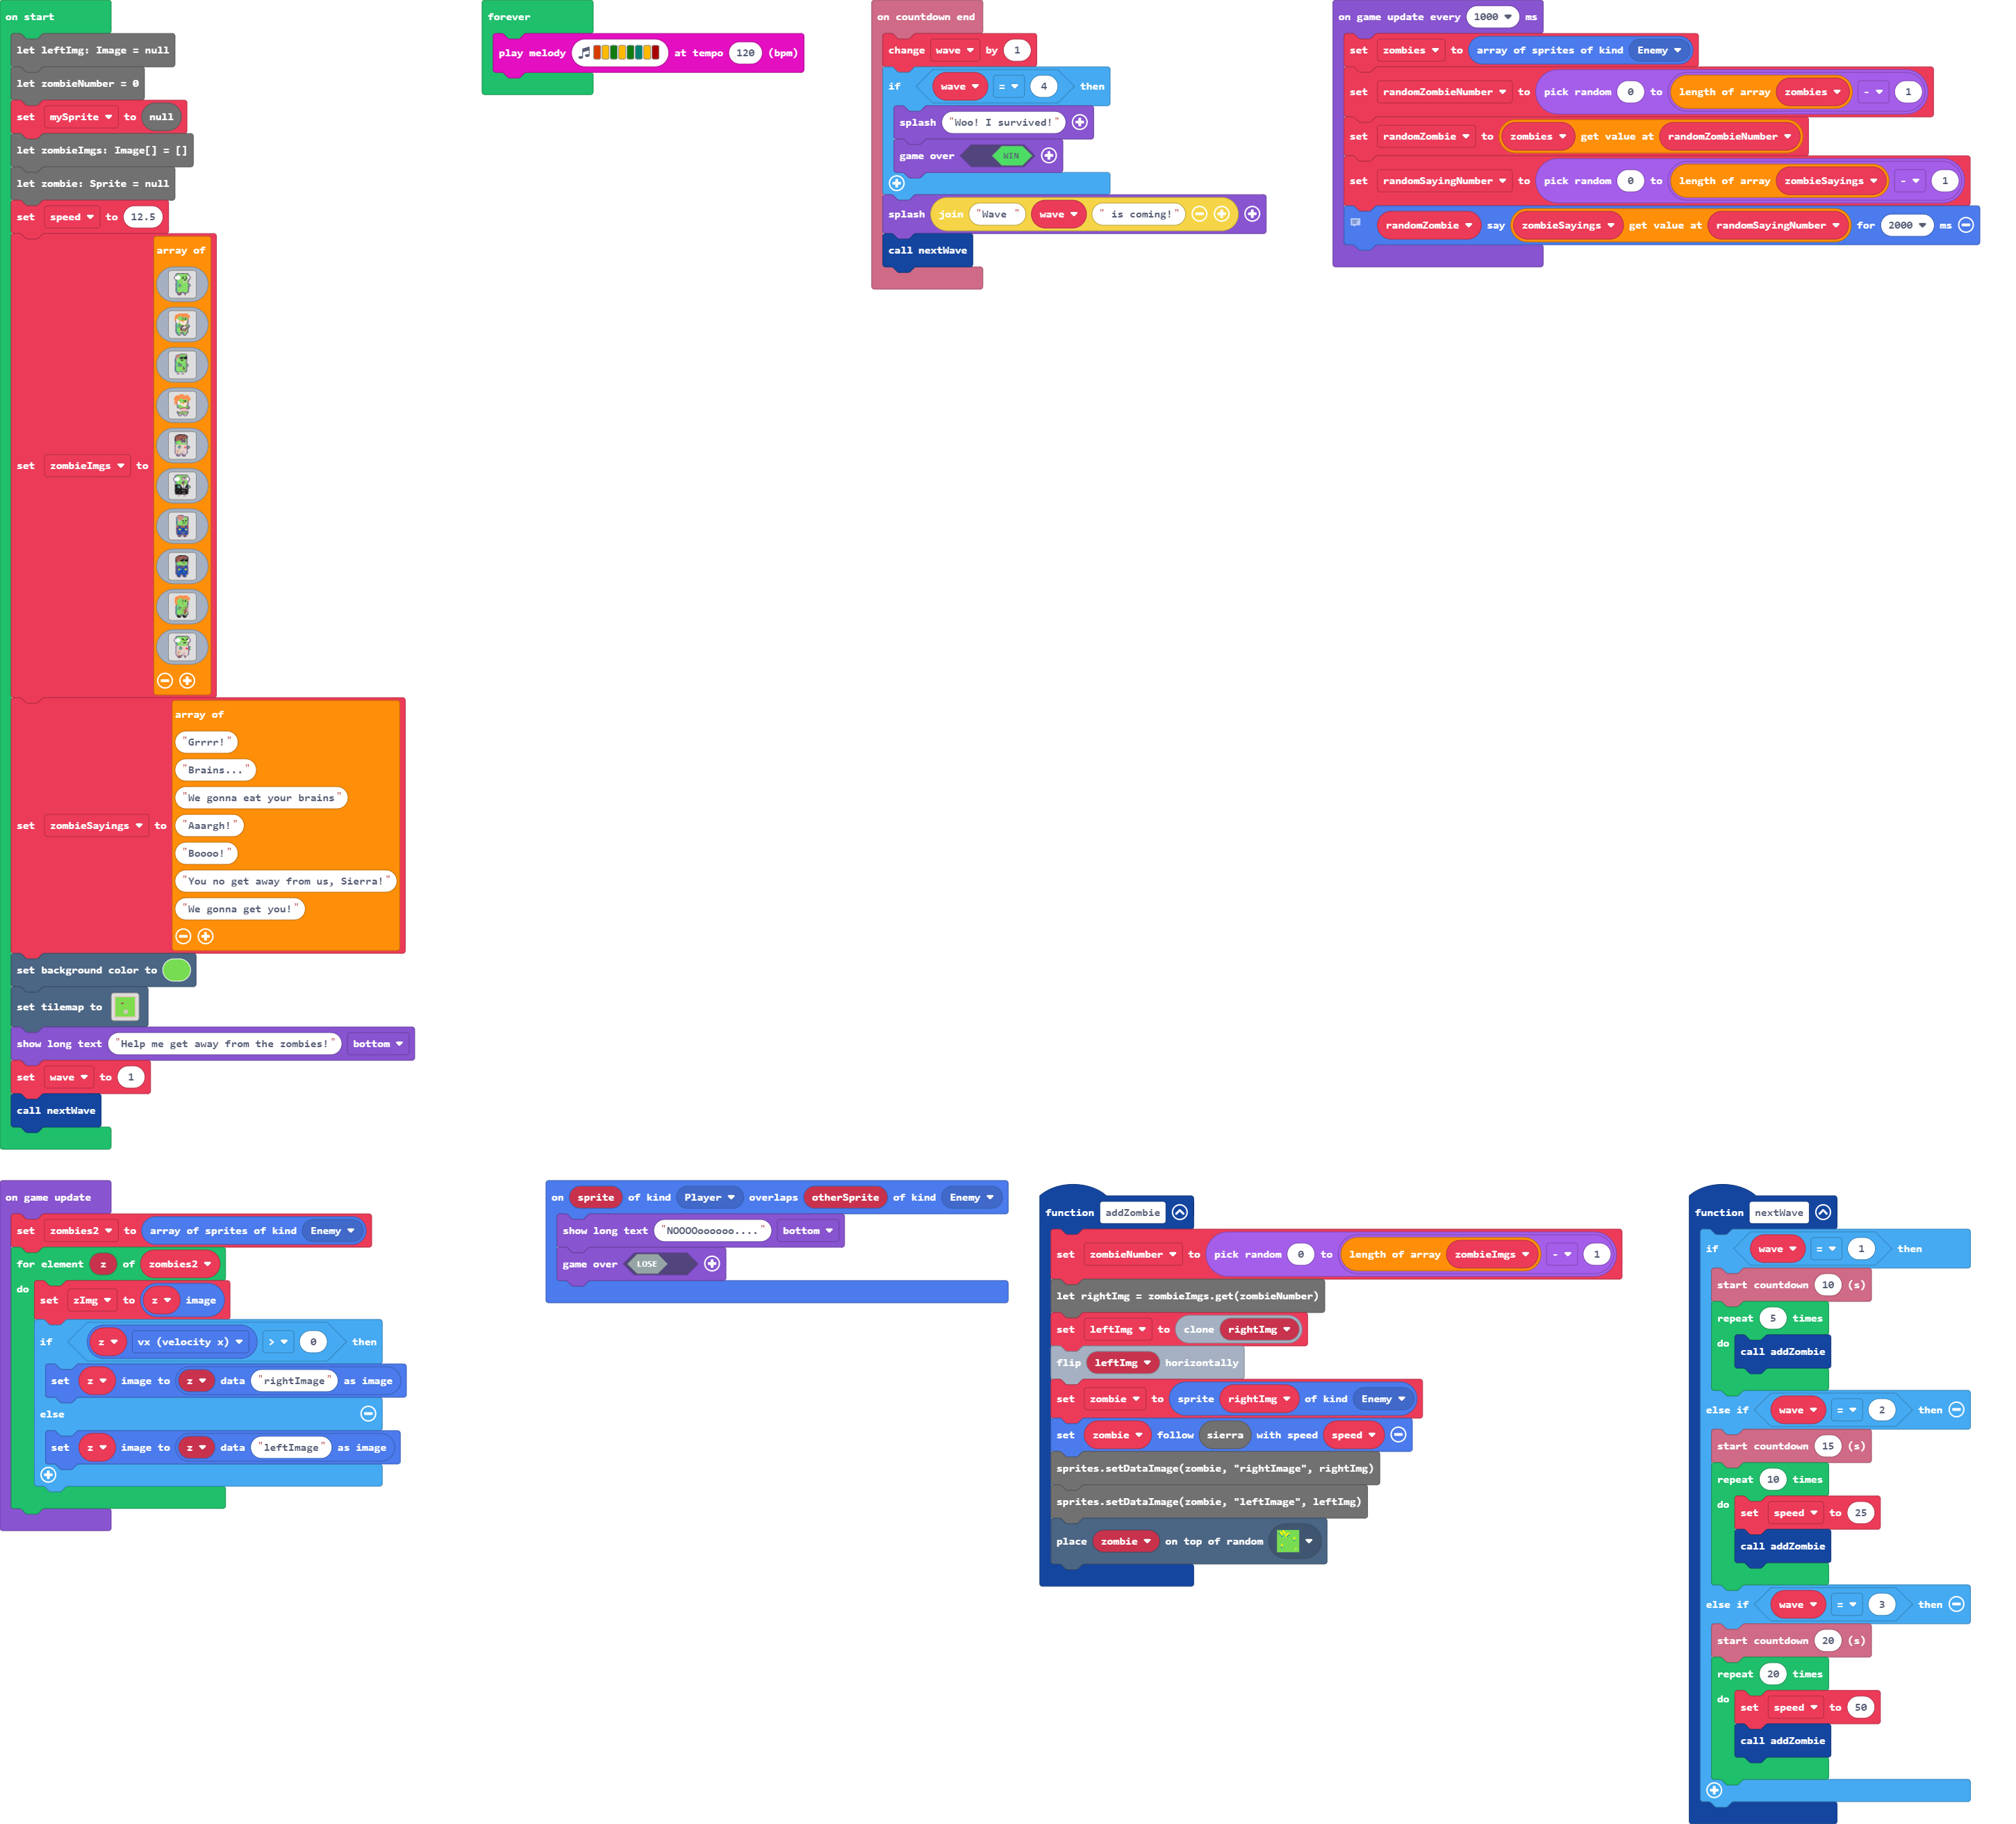 on start
let leftImg: Image = null
let zombieNumber = 0
set mySprite to null
let zombieImgs: Image[] = []
let zombie: Sprite = null
set speed to 12.5
set zombieImgs to array of
set zombieSayings to array of
"Grrrr!"
"Brains..."
"We gonna eat your brains"
"Aaargh!"
"Boooo!"
"You no get away from us, Sierra!"
"We gonna get you!"
set background color to
set tilemap to
show long text "Help me get away from the zombies!" bottom
set wave to 1
call nextWave
forever
play melody at tempo 120 (bpm)
on countdown end
change wave by 1
if wave = 4 then
splash "Woo! I survived!"
game over WIN
splash join "Wave " wave " is coming!"
call nextWave
on game update every 1000 ms
set zombies to array of sprites of kind Enemy
set randomZombieNumber to pick random 0 to length of array zombies - 1
set randomZombie to zombies get value at randomZombieNumber
set randomSayingNumber to pick random 0 to length of array zombieSayings - 1
randomZombie say zombieSayings get value at randomSayingNumber for 2000 ms
on game update
set zombies2 to array of sprites of kind Enemy
for element z of zombies2
do
set zImg to z image
if z vx (velocity x) > 0 then
set z image to z data "rightImage" as image
else
set z image to z data "leftImage" as image
on sprite of kind Player overlaps otherSprite of kind Enemy
show long text "NOOOOoooooo...." bottom
game over LOSE
function addZombie
set zombieNumber to pick random 0 to length of array zombieImgs - 1
let rightImg = zombieImgs.get(zombieNumber)
set leftImg to clone rightImg
flip leftImg horizontally
set zombie to sprite rightImg of kind Enemy
set zombie follow sierra with speed speed
sprites.setDataImage(zombie, "rightImage", rightImg)
sprites.setDataImage(zombie, "leftImage", leftImg)
place zombie on top of random
function nextWave
if wave = 1 then
start countdown 10 (s)
repeat 5 times
do
call addZombie
else if wave = 2 then
start countdown 15 (s)
repeat 10 times
do
set speed to 25
call addZombie
else if wave = 3 then
start countdown 20 (s)
repeat 20 times
do
set speed to 50
call addZombie